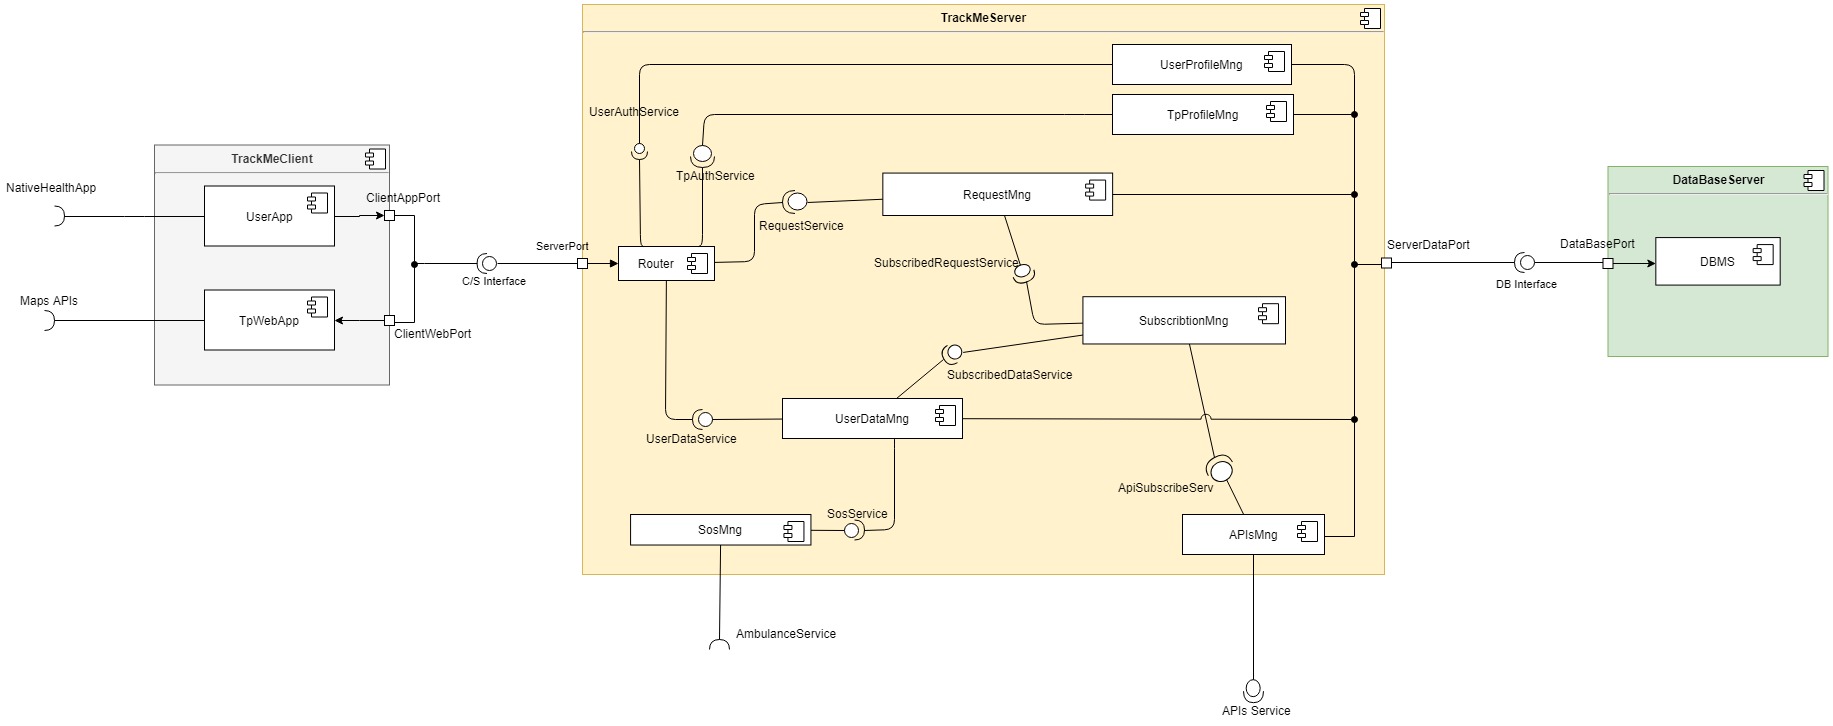 TrackMeServer
UserProfileMng
UserAuthService
TpProfileMng
TrackMeClient
TpAuthService
NativeHealthApp
UserApp
ClientAppPort
RequestMng
RequestService
DataBaseServer
ServerPort
Router
SubscribedRequestService
ServerDataPort
DataBasePort
DBMS
C/S Interface
DB Interface
Maps APIs
TpWebApp
ClientWebPort
SubscribtionMng
SubscribedDataService
UserDataMng
UserDataService
ApiSubscribeServ
SosService
SosMng
APIsMng
AmbulanceService
APIs Service